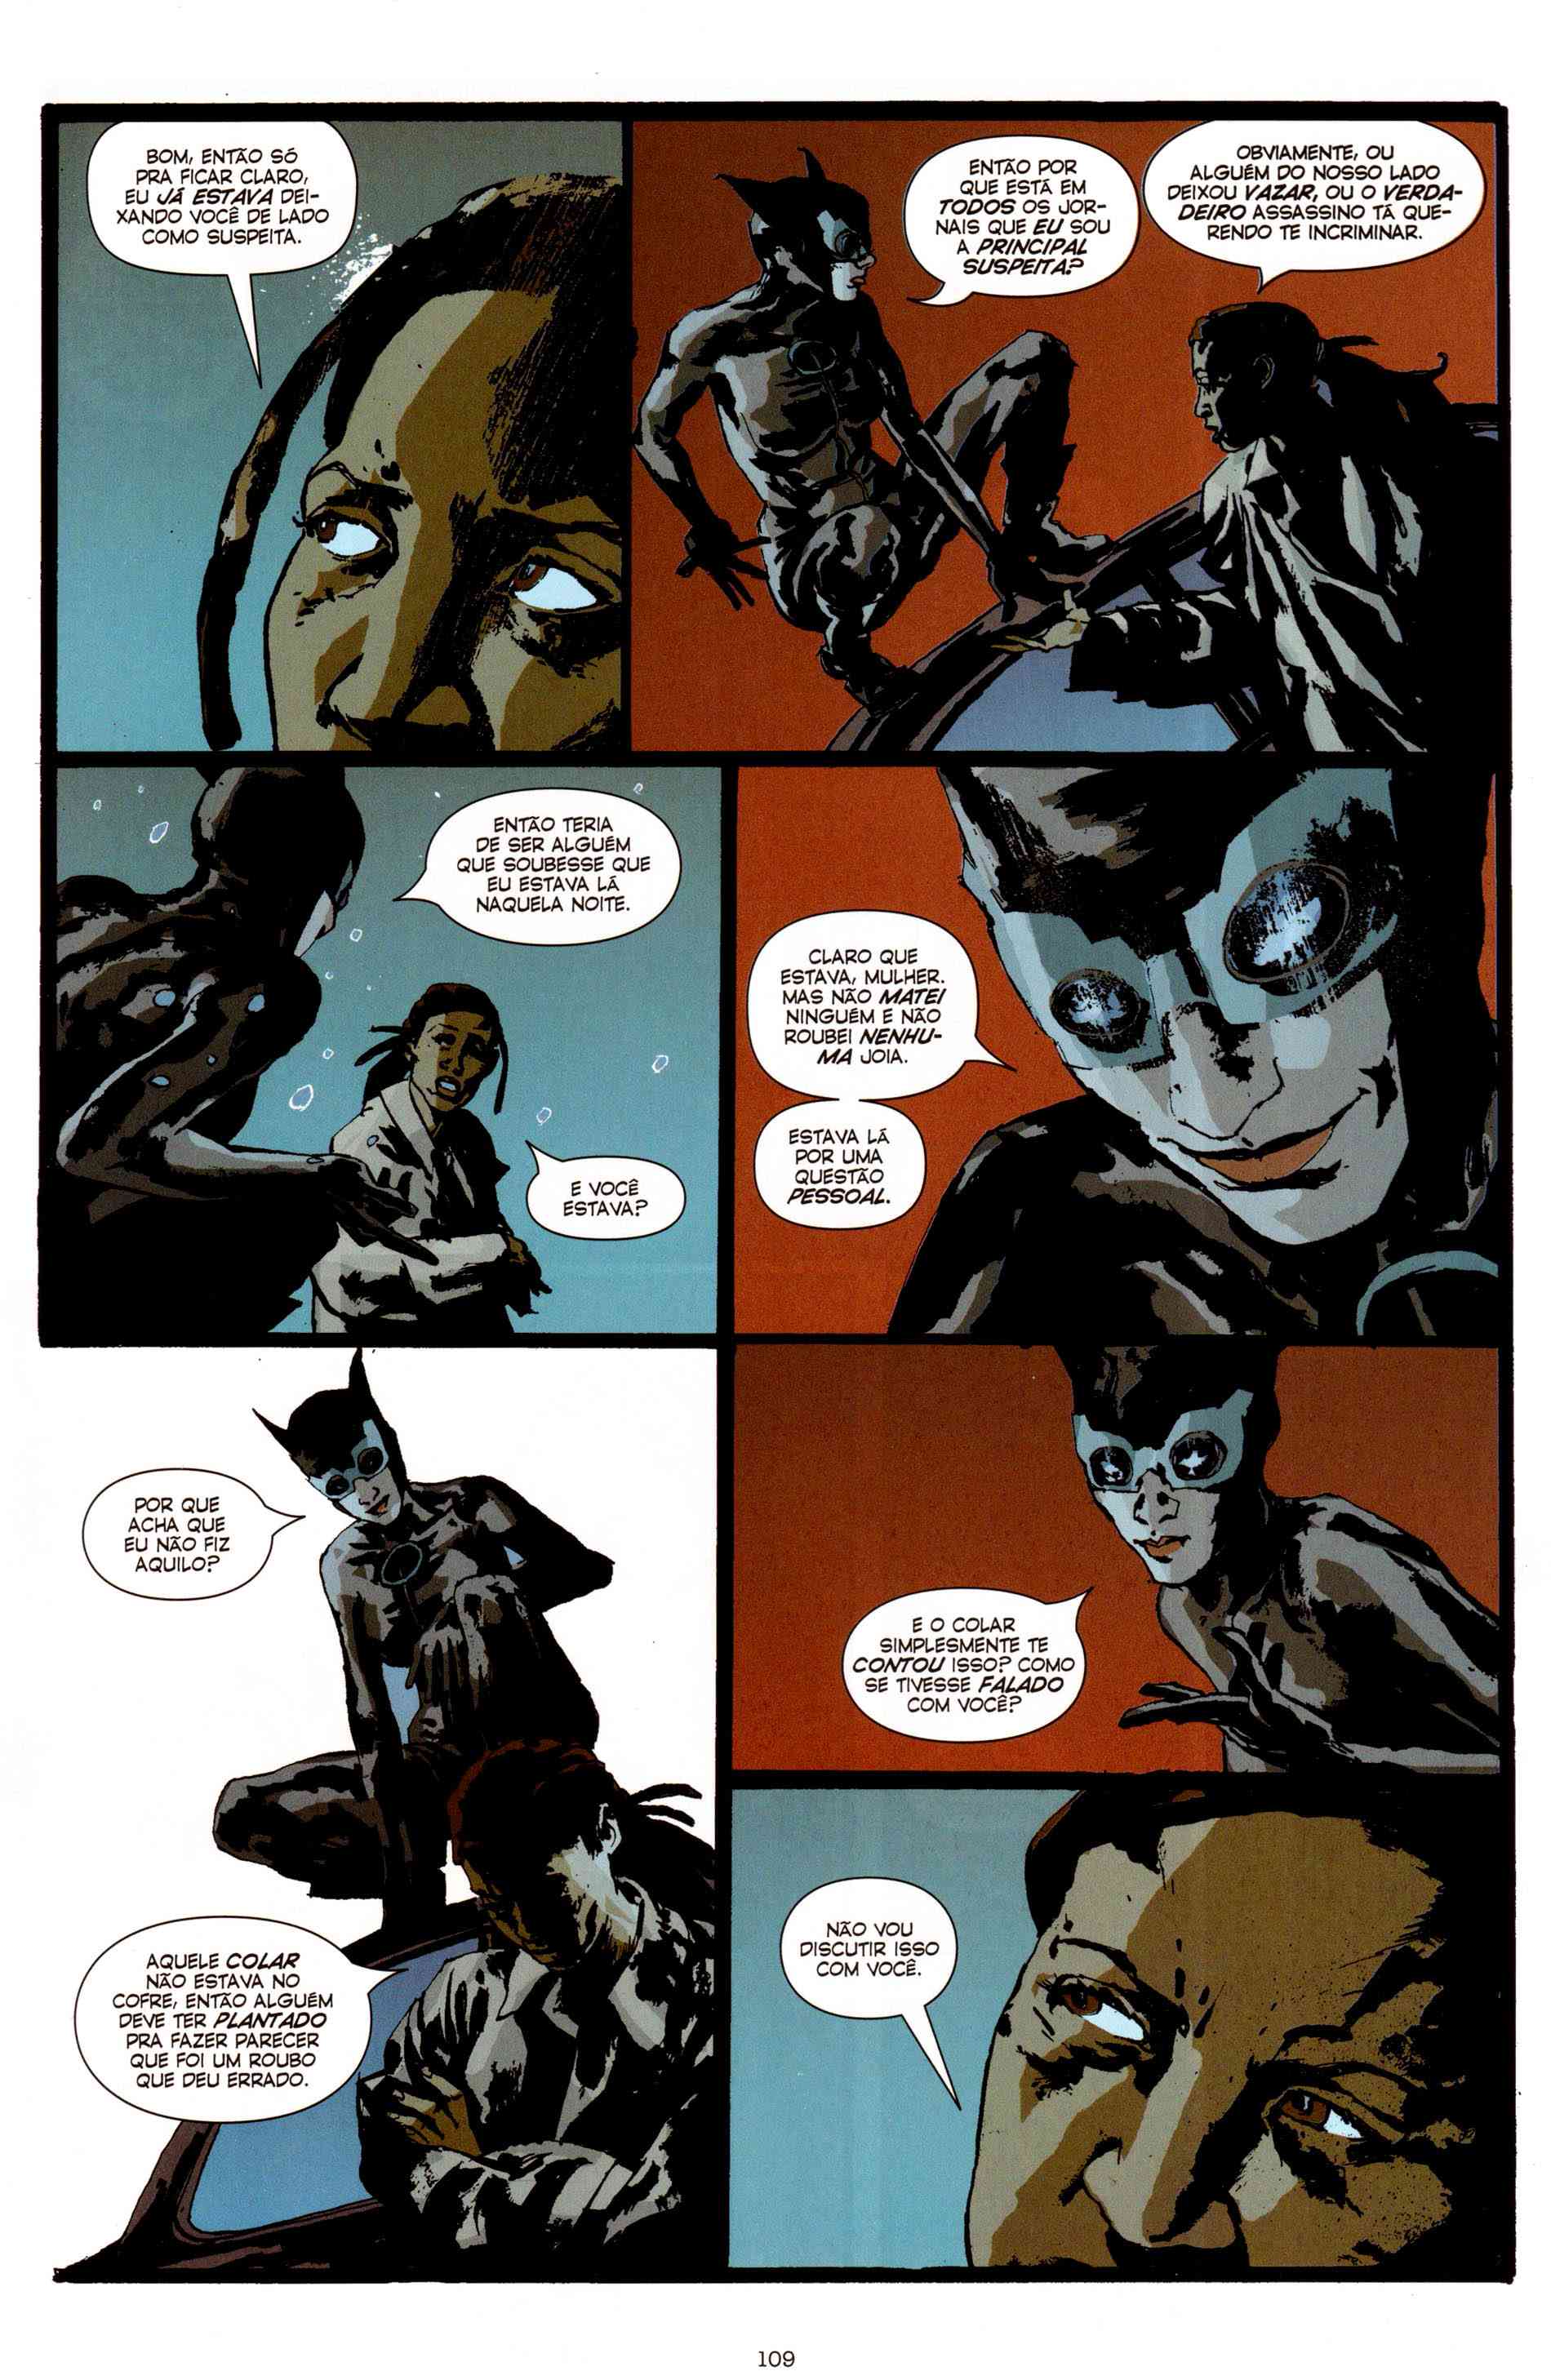 BOM, ENTÃO SÓ
PRA FICAR CLARO,
EU JÁ ESTAVA DEI-
XANDO VOCÊ DE LADO
COMO SUSPEITA.
ENTÃO POR
QUE ESTÁ EM
TODOS OS JOR-
NAIS QUE EU SOU
A PRINCIPAL
SUSPEITA?
OBVIAMENTE, OU
ALGUÉM DO NOSSO LADO
DEIXOU VAZAR, OU O VERDA-
DEIRO ASSASSINO TÁ QUE-
RENDO TE INCRIMINAR.
ENTÃO TERIA
DE SER ALGUÉM
QUE SOUBESSE QUE
EU ESTAVA LÁ
NAQUELA NOITE.
E VOCÊ
ESTAVA?
CLARO QUE
ESTAVA, MULHER.
MAS NÃO MATEI
NINGUÉM E NÃO
ROUBEI NENHU-
MA JOIA.
ESTAVA LÁ
POR UMA
QUESTÃO
PESSOAL.
POR QUE
ACHA QUE
EU NÃO FIZ
AQUILO?
AQUELE COLAR
NÃO ESTAVA NO
COFRE, ENTÃO ALGUÉM
DEVE TER PLANTADO
PRA FAZER PARECER
QUE FOI UM ROUBO
QUE DEU ERRADO.
E O COLAR
SIMPLESMENTE TE
CONTOU ISSO? COMO
SE TIVESSE FALADO
COM VOCÊ?
NÃO VOU
DISCUTIR ISSO
COM VOCÊ.
109